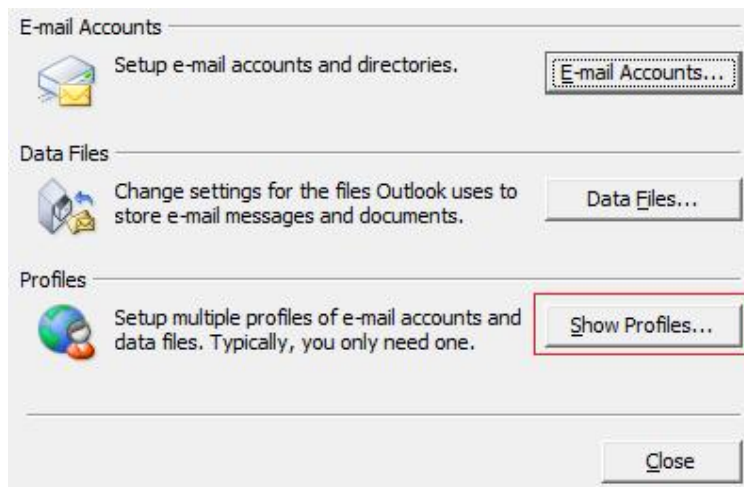 E-mail Accounts
Setup e-mail accounts and directories.
E-mail Accounts...
Data Files
Change settings for the files Outlook uses to
store e-mail messages and documents.
Data Files...
Profiles
Setup multiple profiles of e-mail accounts and
data files. Typically, you only need one.
Show Profiles...
Close